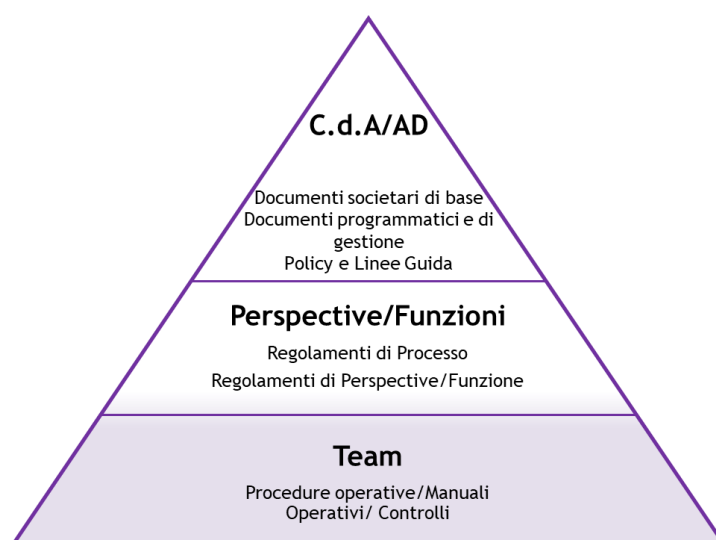 C.d.A/AD
Documenti societari di base
Documenti programmatici e di
gestione
Policy e Linee Guida
Perspective/Funzioni
Regolamenti di Processo
Regolamenti di Perspective/Funzione
Team
Procedure operative/Manuali
Operativi/ Controlli